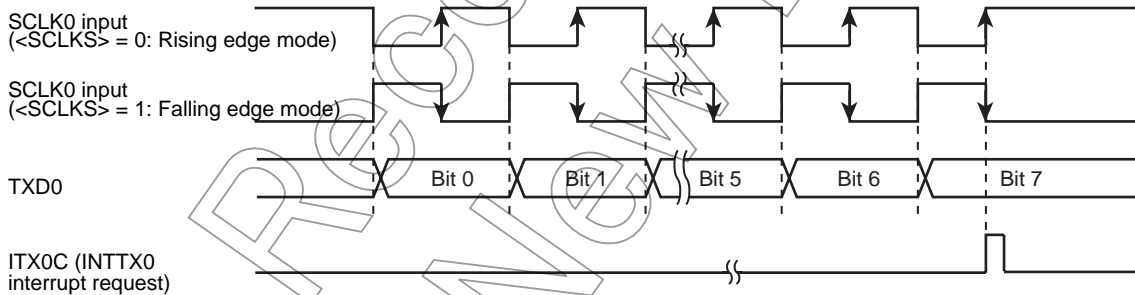 SCLK0 input
(<SCLKS> = 0: Rising edge mode)
SCLK0 input
(<SCLKS> = 1: Falling edge mode)
TXD0
Bit 0
Bit 1
Bit 5
Bit 6
Bit 7
ITX0C (INTTX0
interrupt request)